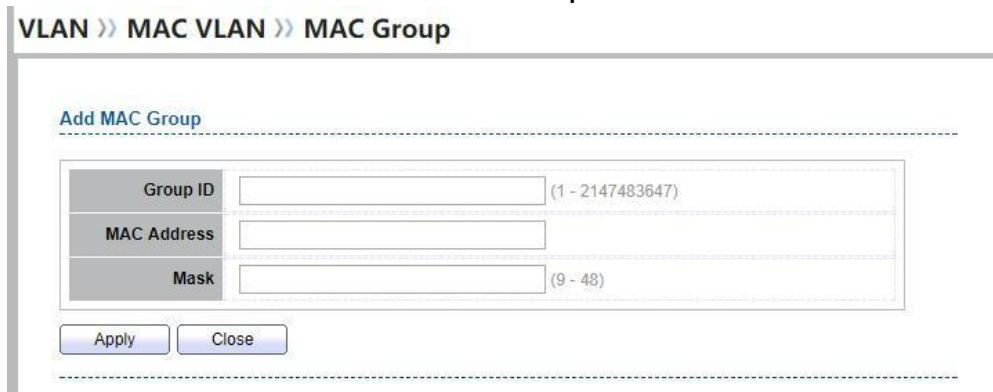 VLAN 》 MAC VLAN 》 MAC Group
Add MAC Group
Group ID (1 - 2147483647)
MAC Address
Mask (9 - 48)
Apply Close